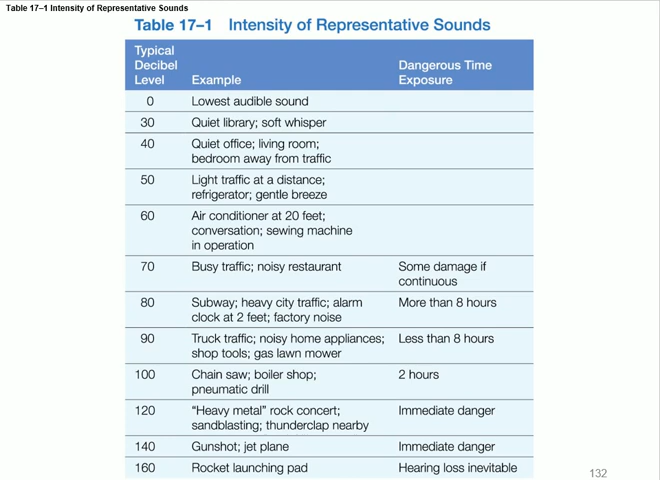 Table 17–1 Intensity of Representative Sounds
Table 17–1 Intensity of Representative Sounds
Typical
Decibel
Level Example Dangerous Time
Exposure
0 Lowest audible sound
30 Quiet library; soft whisper
40 Quiet office; living room;
bedroom away from traffic
50 Light traffic at a distance;
refrigerator; gentle breeze
60 Air conditioner at 20 feet;
conversation; sewing machine
in operation
70 Busy traffic; noisy restaurant Some damage if
continuous
80 Subway; heavy city traffic; alarm More than 8 hours
clock at 2 feet; factory noise
90 Truck traffic; noisy home appliances; Less than 8 hours
shop tools; gas lawn mower
100 Chain saw; boiler shop; 2 hours
pneumatic drill
120 “Heavy metal” rock concert; Immediate danger
sandblasting; thunderclap nearby
140 Gunshot; jet plane Immediate danger
160 Rocket launching pad Hearing loss inevitable
132